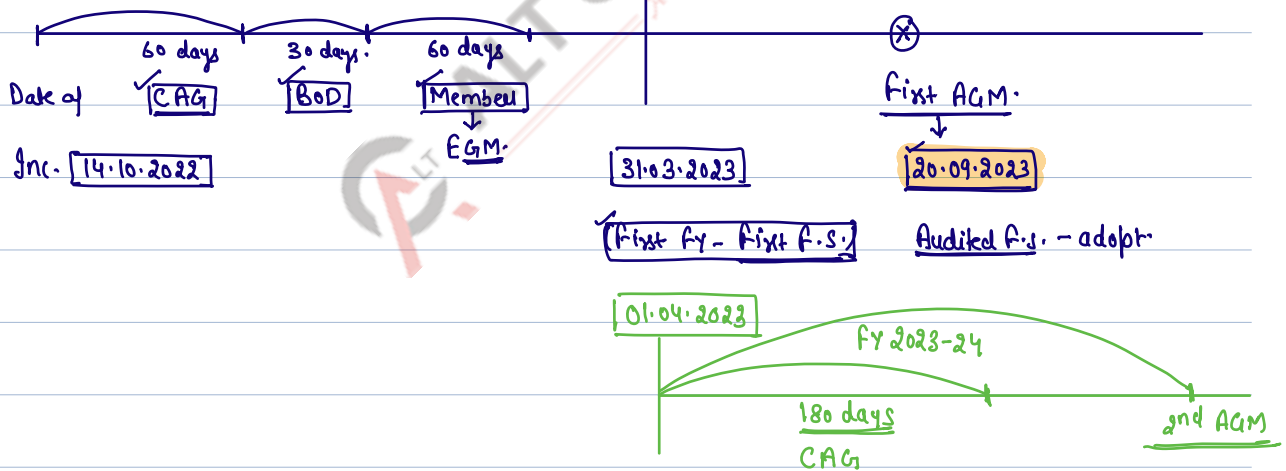 60 days 30 days. 60 days
Date of CAG BOD Members First AGM.
EGM.
Inc. 14.10.2022 31.03.2023 20.09.2023
(First FY - First F.S.) Audited F.S. - adopt.
01.04.2023
FY 2023-24
180 days 2nd AGM
CAG
ALT
ALT C